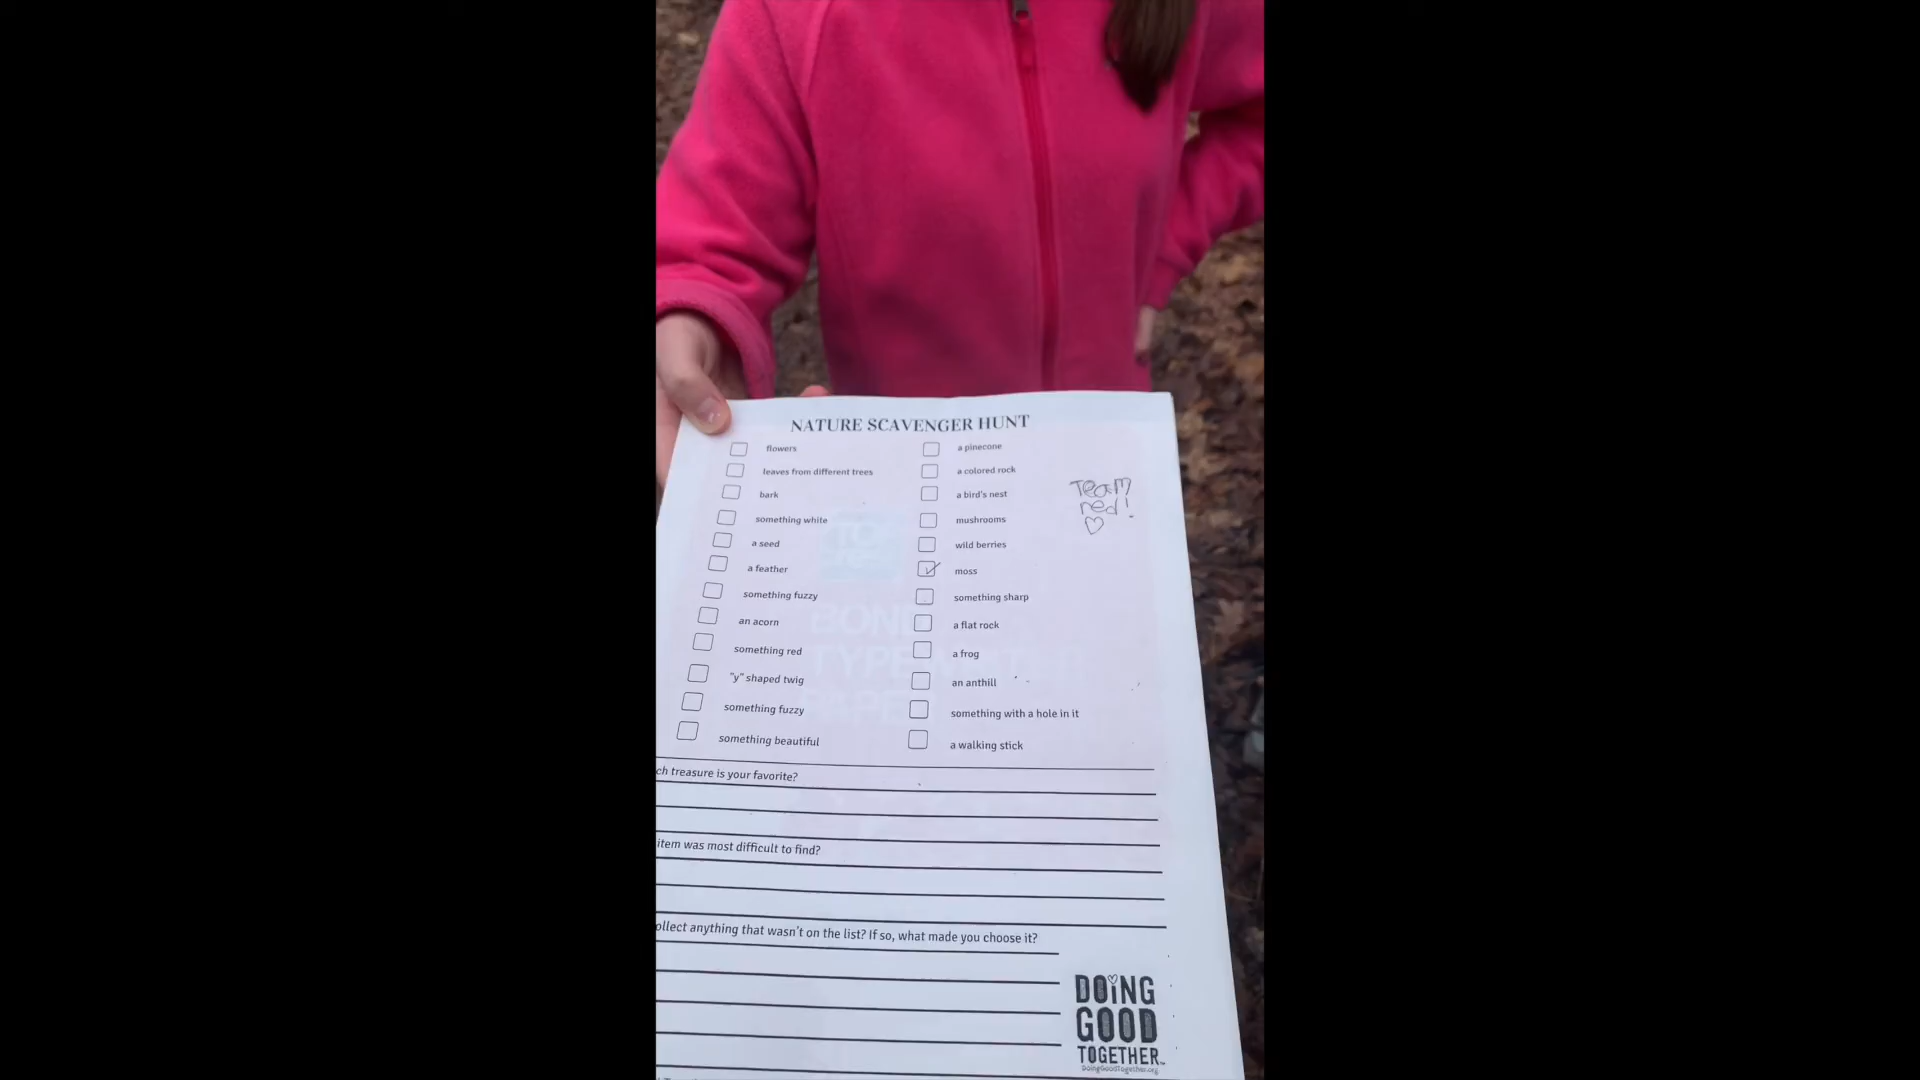 NATURE SCAVENGER HUNT
flowers
leaves from different trees
bark
something white
a seed
a feather
something fuzzy
an acorn
something red
"y" shaped twig
something fuzzy
something beautiful
a pinecone
a colored rock
a bird's nest
mushrooms
wild berries
moss
something sharp
a flat rock
a frog
an anthill
something with a hole in it
a walking stick
Team
red!
ch treasure is your favorite?
item was most difficult to find?
ollect anything that wasn't on the list? If so, what made you choose it?
DOING
GOOD
TOGETHER™
DoingGoodTogether.org